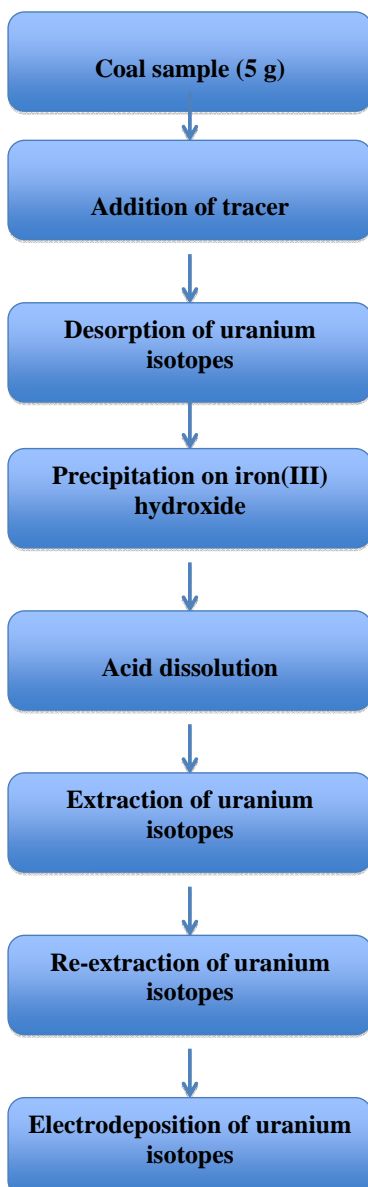 Coal sample (5 g)
Addition of tracer
Desorption of uranium
isotopes
Precipitation on iron(III)
hydroxide
Acid dissolution
Extraction of uranium
isotopes
Re-extraction of uranium
isotopes
Electrodeposition of uranium
isotopes